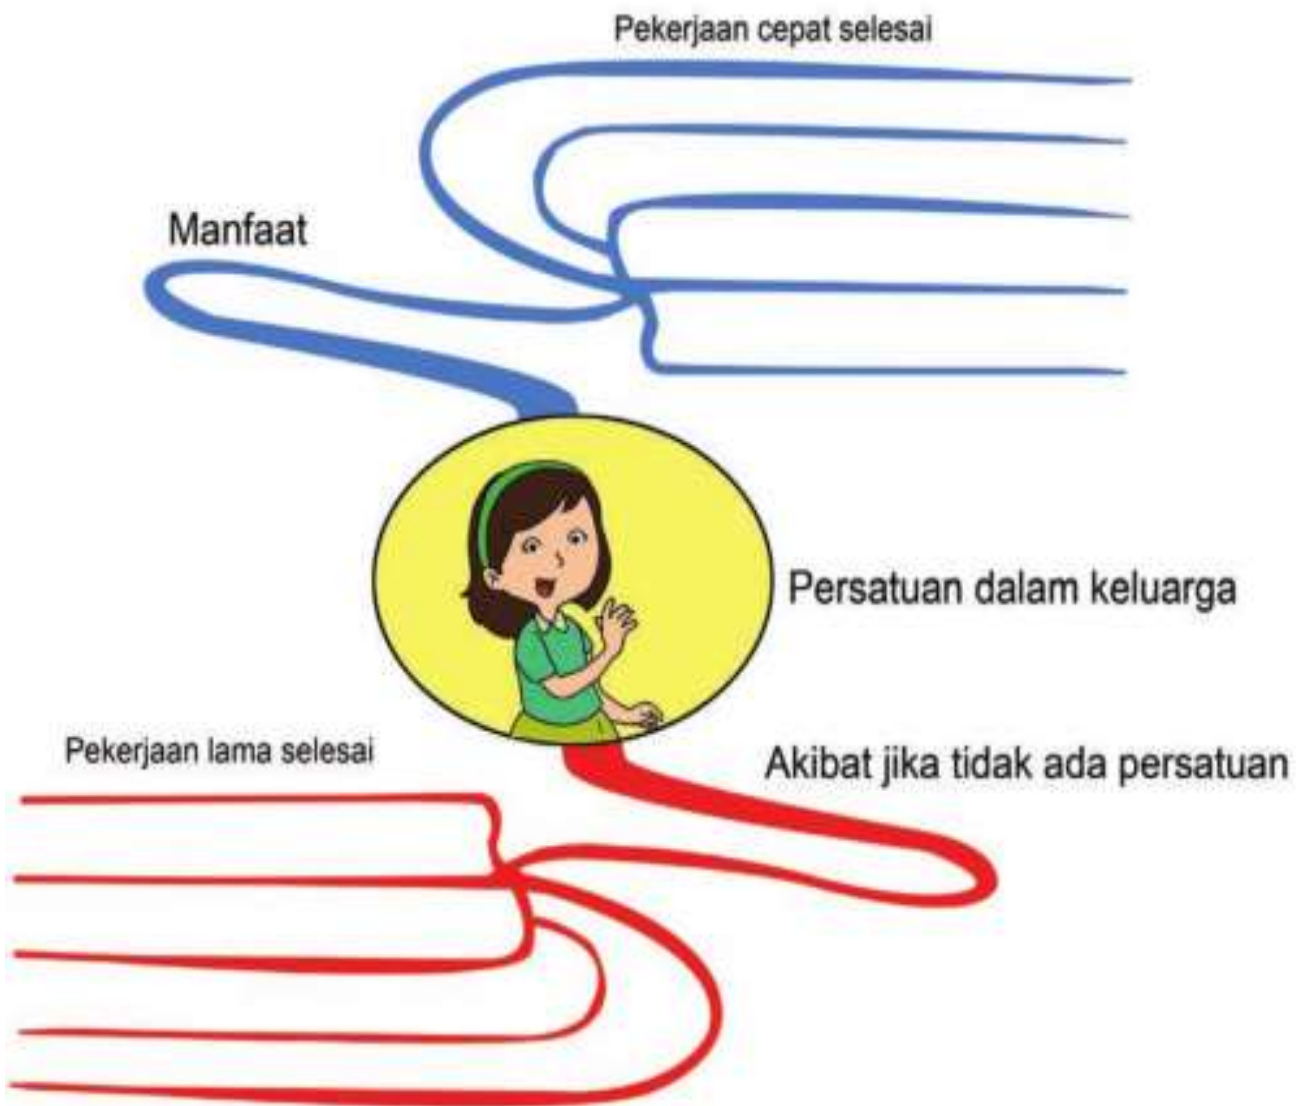 Pekerjaan cepat selesai
Manfaat
Persatuan dalam keluarga
Pekerjaan lama selesai
Akibat jika tidak ada persatuan